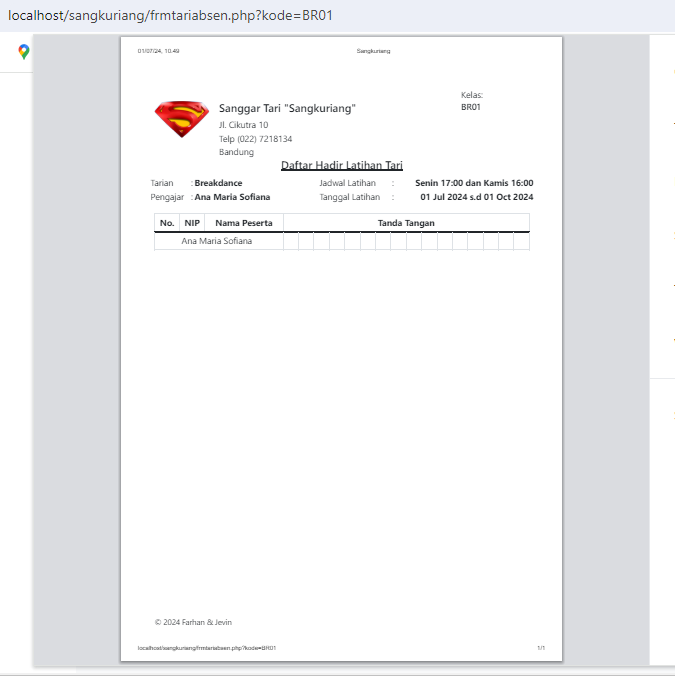 localhost/sangkuriang/frmtariabsen.php?kode=BR01
01/07/24, 10.49 Sangkuriang
Kelas:
BR01
Sanggar Tari "Sangkuriang"
Jl. Cikutra 10
Telp (022) 7218134
Bandung
Daftar Hadir Latihan Tari
Tarian : Breakdance Jadwal Latihan : Senin 17:00 dan Kamis 16:00
Pengajar : Ana Maria Sofiana Tanggal Latihan : 01 Jul 2024 s.d 01 Oct 2024
No. NIP Nama Peserta Tanda Tangan
Ana Maria Sofiana
© 2024 Farhan & Jevin
localhost/sangkuriang/frmtariabsen.php?kode=BR01 1/1